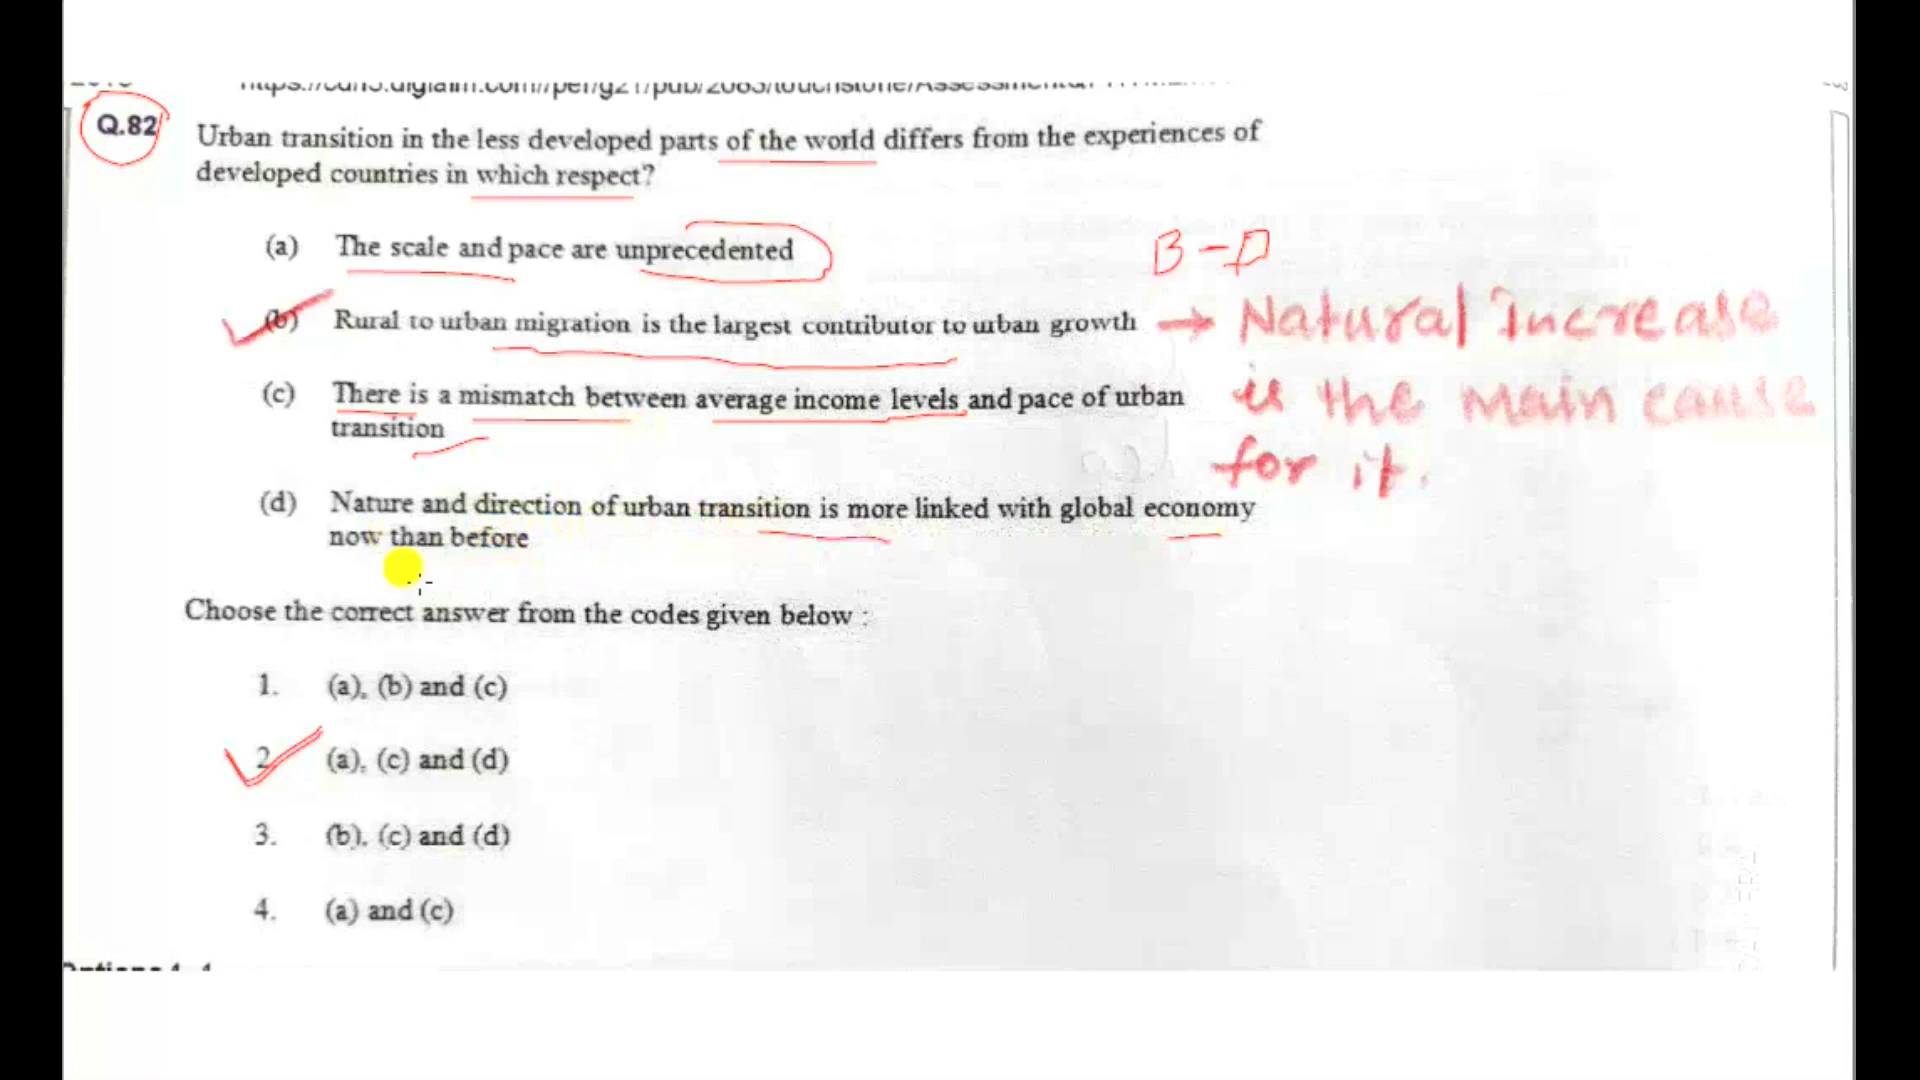 Q.82
Urban transition in the less developed parts of the world differs from the experiences of
developed countries in which respect?
(a) The scale and pace are unprecedented
B-D
(b) Rural to urban migration is the largest contributor to urban growth → Natural Increase
(c) There is a mismatch between average income levels and pace of urban is the main cause
transition
for it.
(d) Nature and direction of urban transition is more linked with global economy
now than before
Choose the correct answer from the codes given below :
1. (a), (b) and (c)
2 (a), (c) and (d)
3. (b), (c) and (d)
4. (a) and (c)